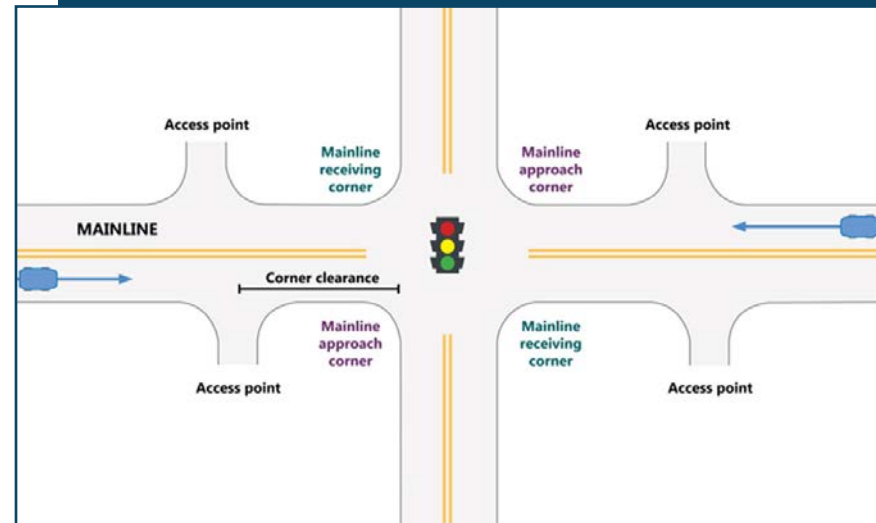 Access point
Access point
Mainline
receiving
corner
Mainline
approach
corner
MAINLINE
Corner clearance
Mainline
approach
corner
Mainline
receiving
corner
Access point
Access point